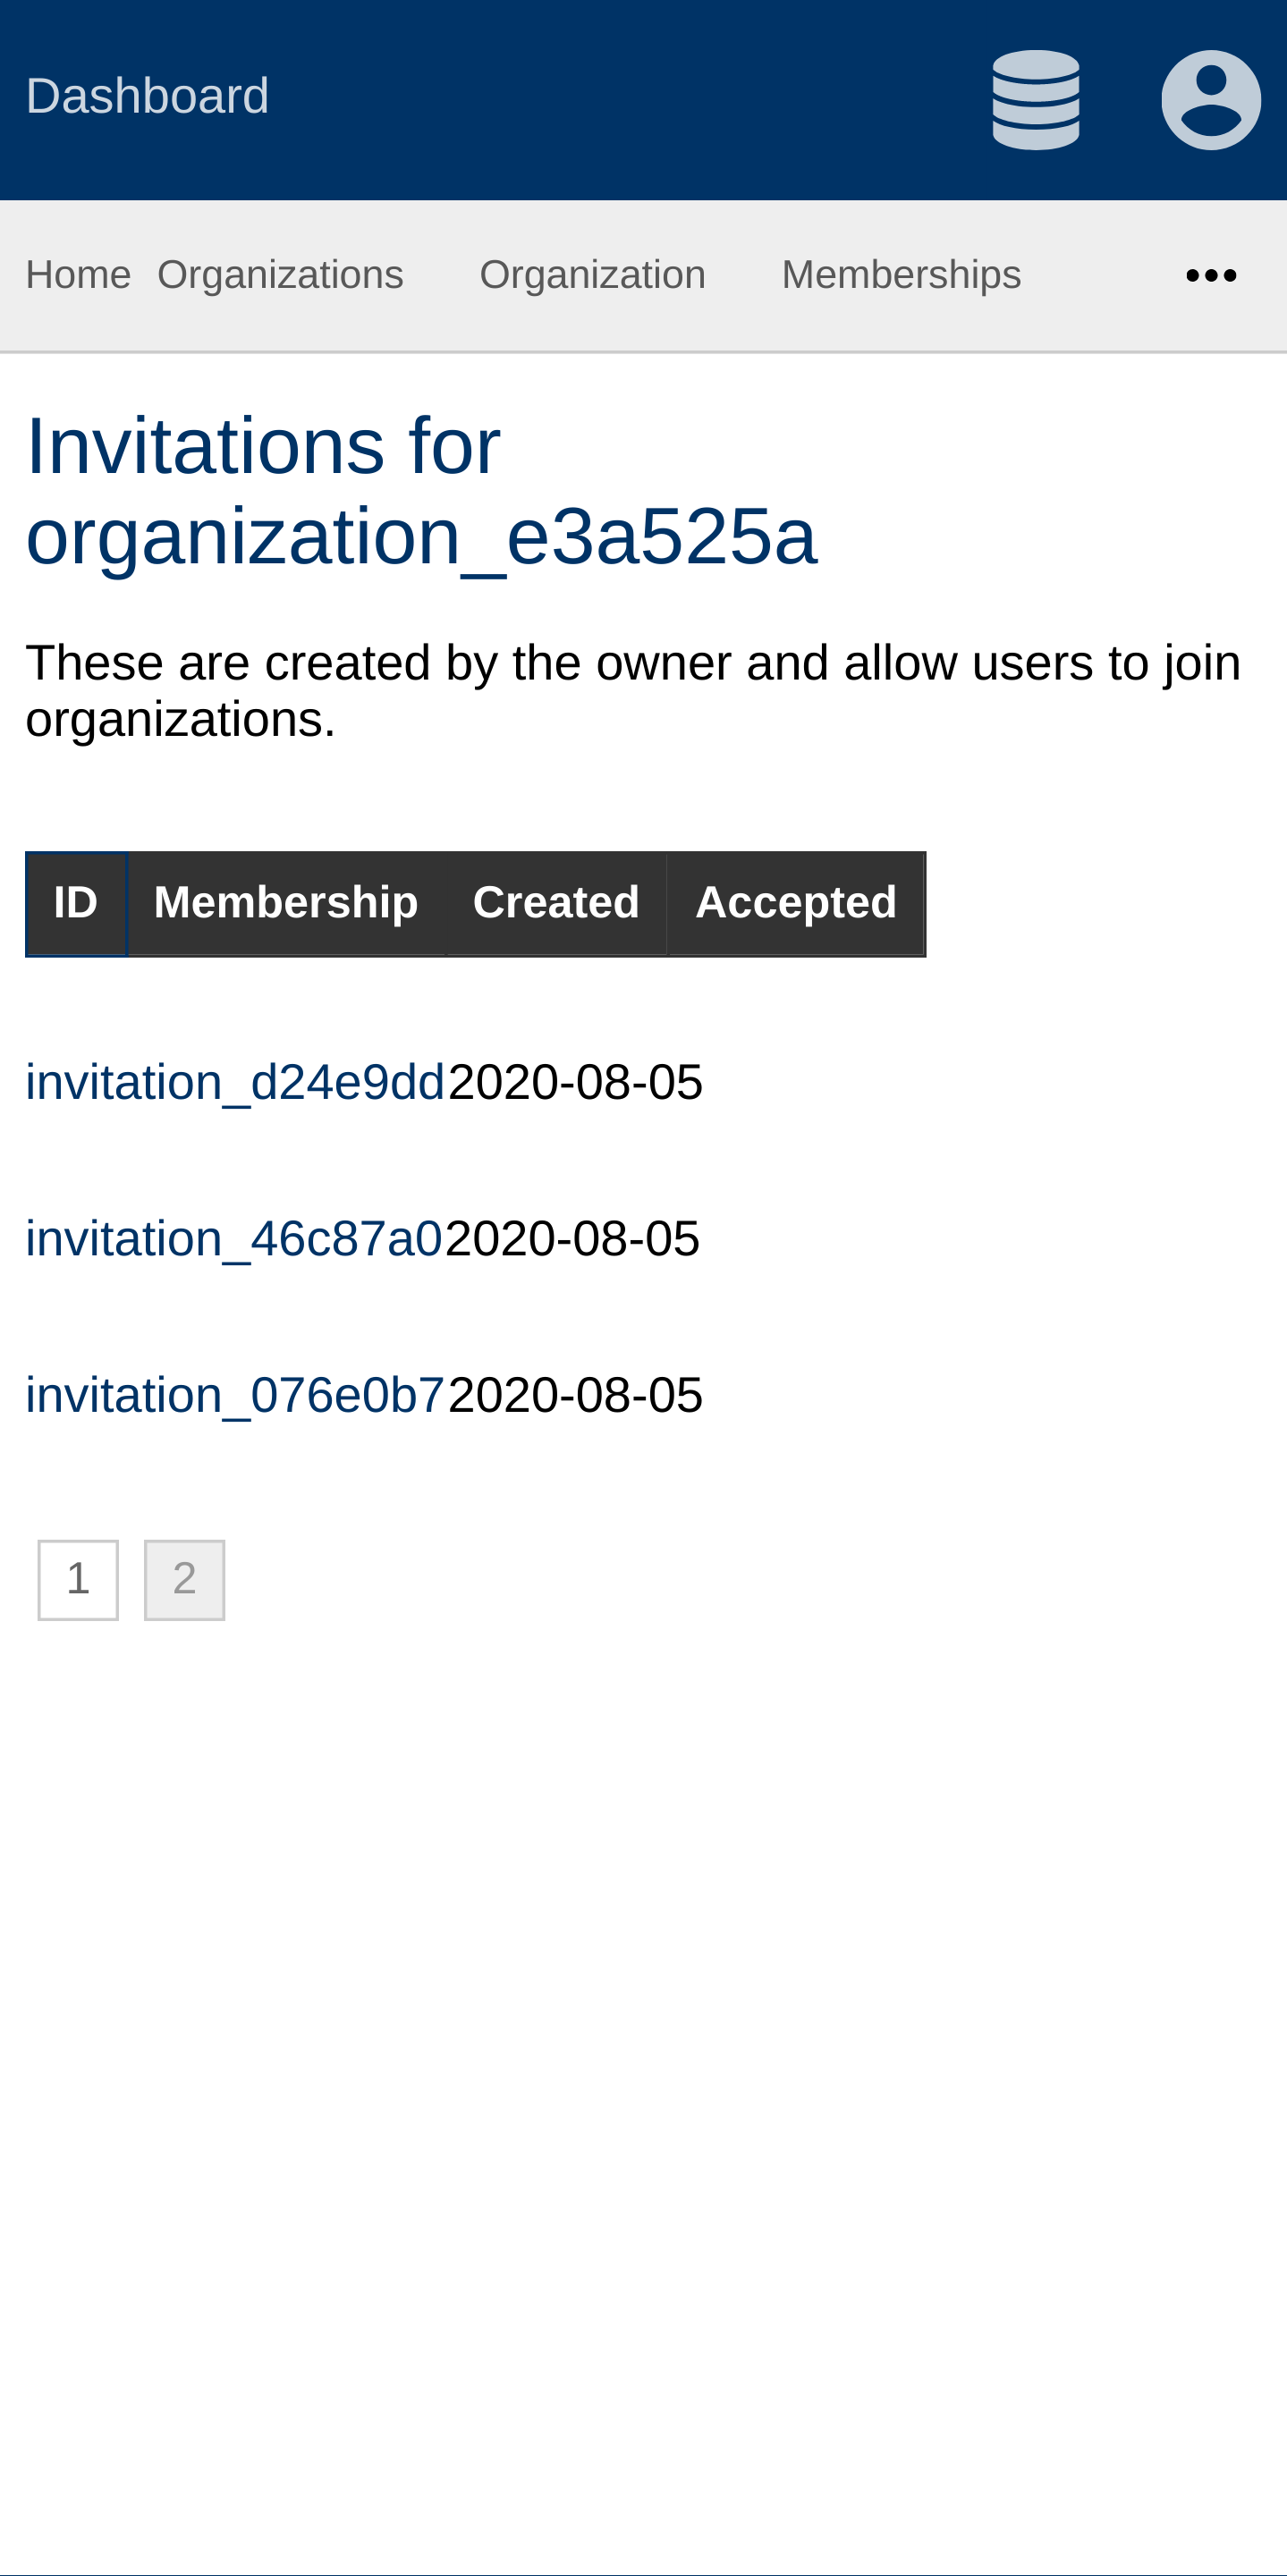 Dashboard
Home Organizations Organization Memberships
Invitations for
organization_e3a525a
These are created by the owner and allow users to join
organizations.
ID Membership Created Accepted
invitation_d24e9dd2020-08-05
invitation_46c87a02020-08-05
invitation_076e0b72020-08-05
1 2